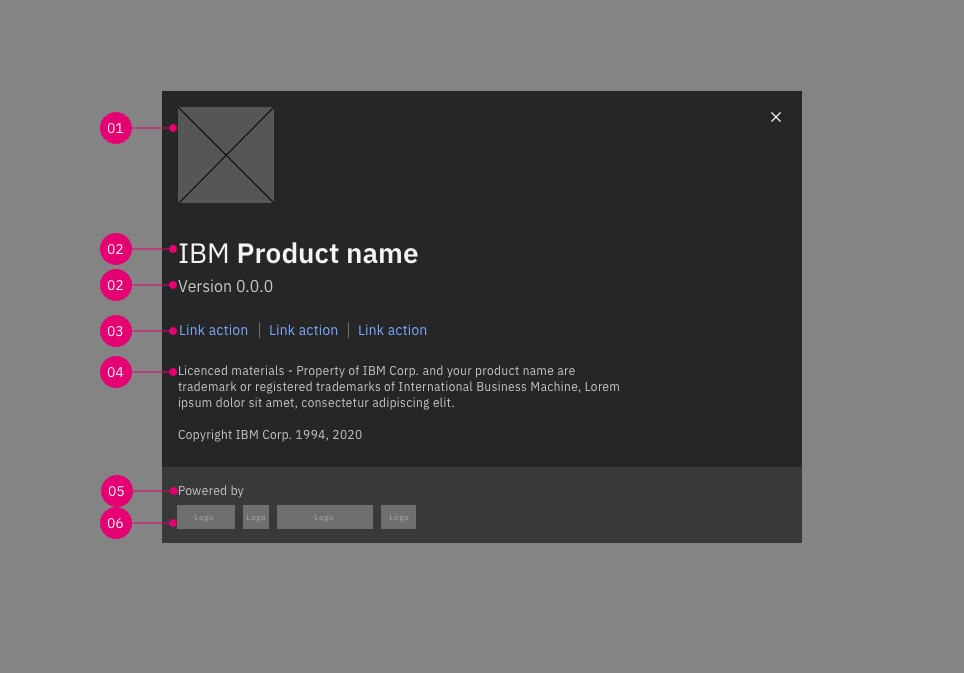 01
02
IBM Product name
02
Version 0.0.0
03
Link action | Link action | Link action
04
Licenced materials - Property of IBM Corp. and your product name are
trademark or registered trademarks of International Business Machine, Lorem
ipsum dolor sit amet, consectetur adipiscing elit.
Copyright IBM Corp. 1994, 2020
05
Powered by
06
Logo Logo Logo Logo